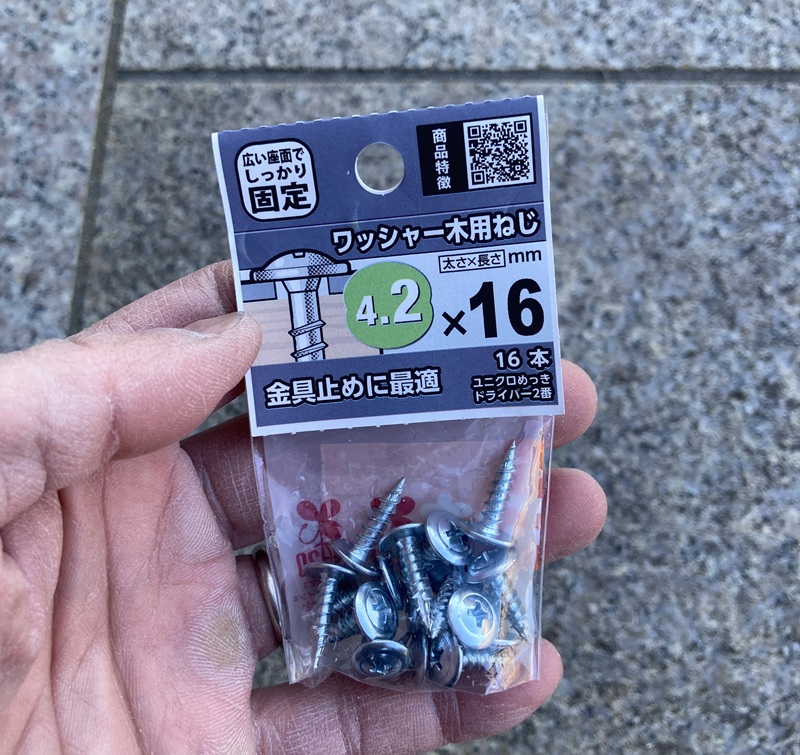 広い座面で
しっかり
固定
商品特徴
ワッシャー木用ねじ
太さ×長さ mm
4.2×16
16本
金具止めに最適
ユニクロめっき
ドライバー2番